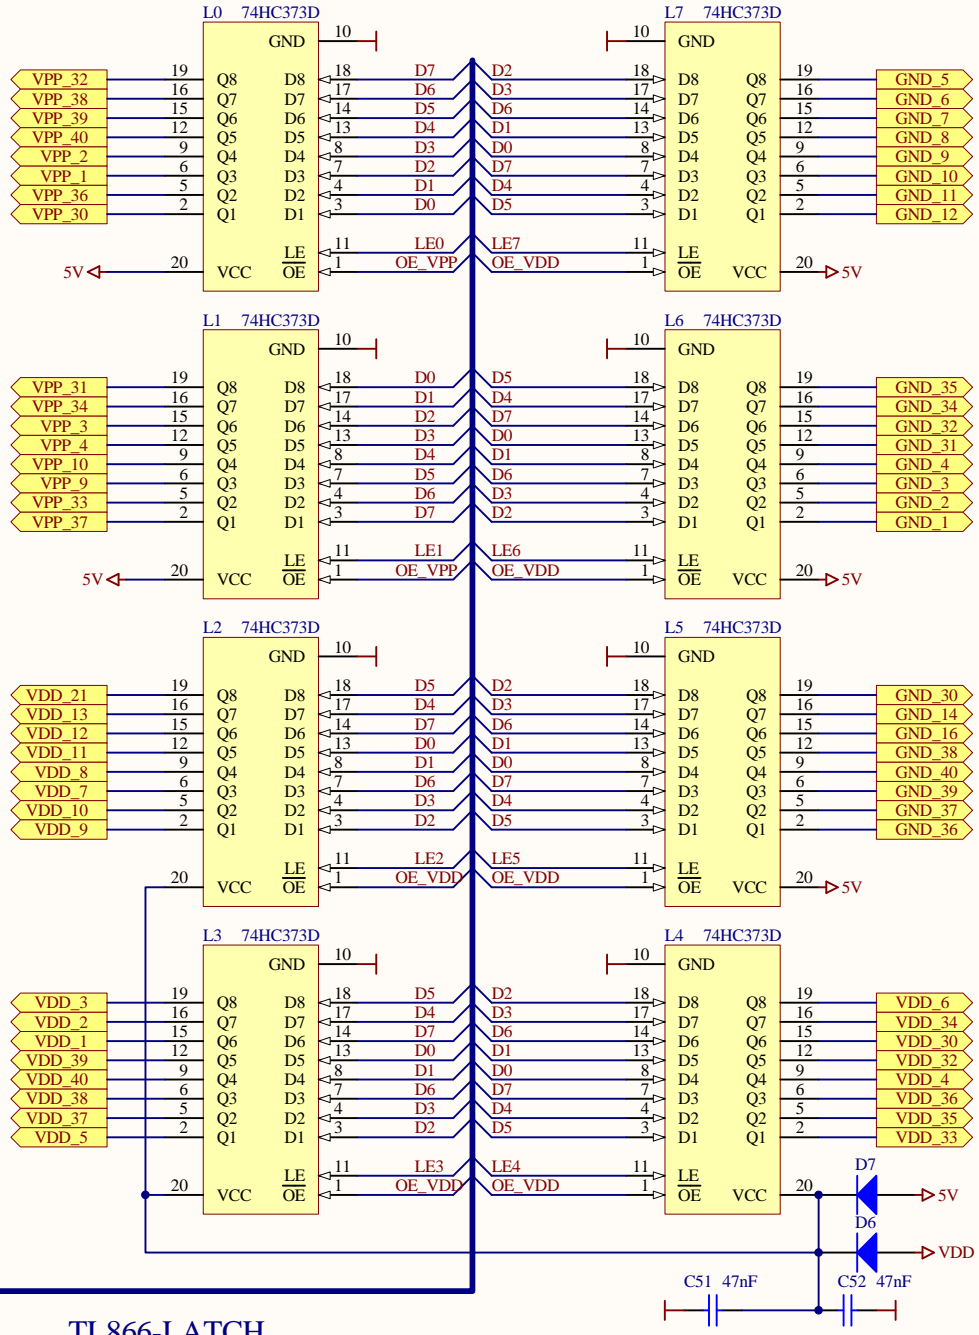 L0 74HC373D
GND 10
VPP_32 19 Q8 D8 18 D7
VPP_38 16 Q7 D7 17 D6
VPP_39 15 Q6 D6 14 D5
VPP_40 12 Q5 D5 13 D4
VPP_2 9 Q4 D4 8 D3
VPP_1 6 Q3 D3 7 D2
VPP_36 5 Q2 D2 4 D1
VPP_30 2 Q1 D1 3 D0
LE 11 LE0
5V 20 VCC OE 1 OE_VPP
L7 74HC373D
10 GND
D2 18 D8 Q8 19 GND_5
D3 17 D7 Q7 16 GND_6
D6 14 D6 Q6 15 GND_7
D1 13 D5 Q5 12 GND_8
D0 8 D4 Q4 9 GND_9
D7 7 D3 Q3 6 GND_10
D4 4 D2 Q2 5 GND_11
D5 3 D1 Q1 2 GND_12
LE7 11 LE
OE_VDD 1 OE VCC 20 5V
L1 74HC373D
GND 10
VPP_31 19 Q8 D8 18 D0
VPP_34 16 Q7 D7 17 D1
VPP_3 15 Q6 D6 14 D2
VPP_4 12 Q5 D5 13 D3
VPP_10 9 Q4 D4 8 D4
VPP_9 6 Q3 D3 7 D5
VPP_33 5 Q2 D2 4 D6
VPP_37 2 Q1 D1 3 D7
LE 11 LE1
5V 20 VCC OE 1 OE_VPP
L6 74HC373D
10 GND
D5 18 D8 Q8 19 GND_35
D4 17 D7 Q7 16 GND_34
D7 14 D6 Q6 15 GND_32
D0 13 D5 Q5 12 GND_31
D1 8 D4 Q4 9 GND_4
D6 7 D3 Q3 6 GND_3
D3 4 D2 Q2 5 GND_2
D2 3 D1 Q1 2 GND_1
LE6 11 LE
OE_VDD 1 OE VCC 20 5V
L2 74HC373D
GND 10
VDD_21 19 Q8 D8 18 D5
VDD_13 16 Q7 D7 17 D4
VDD_12 15 Q6 D6 14 D7
VDD_11 12 Q5 D5 13 D0
VDD_8 9 Q4 D4 8 D1
VDD_7 6 Q3 D3 7 D6
VDD_10 5 Q2 D2 4 D3
VDD_9 2 Q1 D1 3 D2
LE 11 LE2
20 VCC OE 1 OE_VDD
L5 74HC373D
10 GND
D2 18 D8 Q8 19 GND_30
D3 17 D7 Q7 16 GND_14
D6 14 D6 Q6 15 GND_16
D1 13 D5 Q5 12 GND_38
D0 8 D4 Q4 9 GND_40
D7 7 D3 Q3 6 GND_39
D4 4 D2 Q2 5 GND_37
D5 3 D1 Q1 2 GND_36
LE5 11 LE
OE_VDD 1 OE VCC 20 5V
L3 74HC373D
GND 10
VDD_3 19 Q8 D8 18 D5
VDD_2 16 Q7 D7 17 D4
VDD_1 15 Q6 D6 14 D7
VDD_39 12 Q5 D5 13 D0
VDD_40 9 Q4 D4 8 D1
VDD_38 6 Q3 D3 7 D6
VDD_37 5 Q2 D2 4 D3
VDD_5 2 Q1 D1 3 D2
LE 11 LE3
20 VCC OE 1 OE_VDD
L4 74HC373D
10 GND
D2 18 D8 Q8 19 VDD_6
D3 17 D7 Q7 16 VDD_34
D6 14 D6 Q6 15 VDD_30
D1 13 D5 Q5 12 VDD_32
D0 8 D4 Q4 9 VDD_4
D7 7 D3 Q3 6 VDD_36
D4 4 D2 Q2 5 VDD_35
D5 3 D1 Q1 2 VDD_33
LE4 11 LE
OE_VDD 1 OE VCC 20
D7
5V
D6
VDD
C51 47nF
C52 47nF
TL866-LATCH